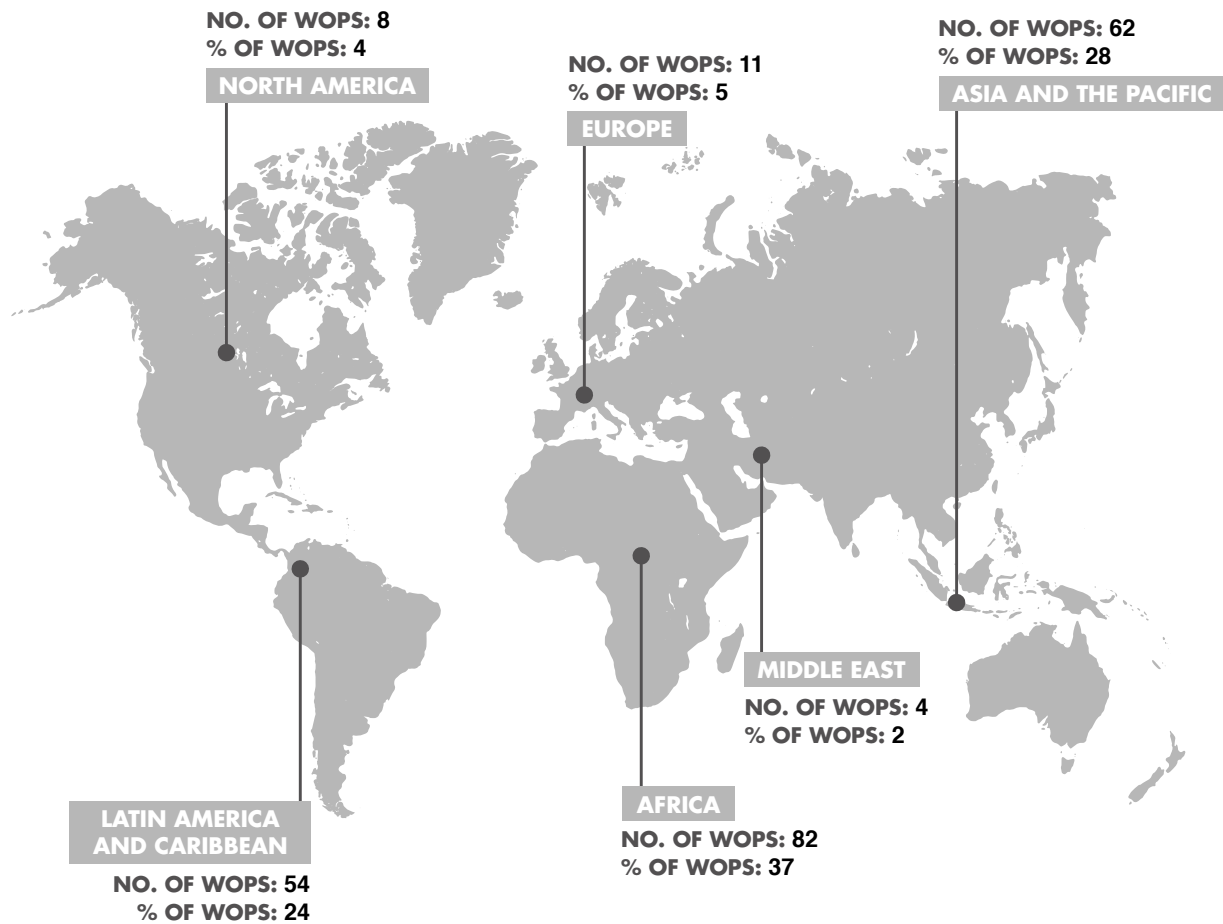 NO. OF WOPS: 8
% OF WOPS: 4
NORTH AMERICA
NO. OF WOPS: 11
% OF WOPS: 5
EUROPE
NO. OF WOPS: 62
% OF WOPS: 28
ASIA AND THE PACIFIC
MIDDLE EAST
NO. OF WOPS: 4
% OF WOPS: 2
LATIN AMERICA
AND CARIBBEAN
NO. OF WOPS: 54
% OF WOPS: 24
AFRICA
NO. OF WOPS: 82
% OF WOPS: 37